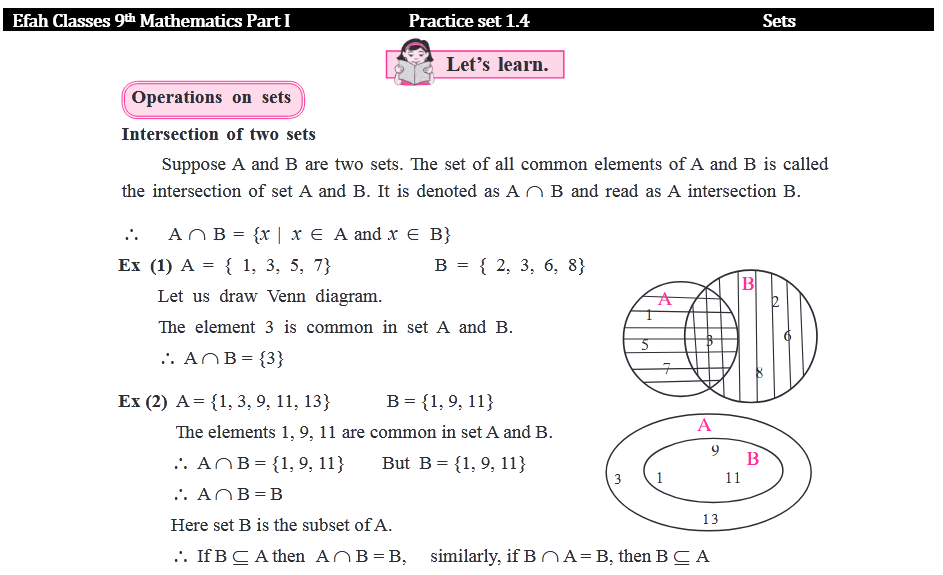 Efah Classes 9th Mathematics Part I Practice set 1.4 Sets
Let's learn.
Operations on sets
Intersection of two sets
Suppose A and B are two sets. The set of all common elements of A and B is called
the intersection of set A and B. It is denoted as A ∩ B and read as A intersection B.
∴ A ∩ B = {x | x ∈ A and x ∈ B}
Ex (1) A = { 1, 3, 5, 7} B = { 2, 3, 6, 8}
Let us draw Venn diagram.
The element 3 is common in set A and B.
∴ A ∩ B = {3}
A B
1 2
5 3 6
7 8
Ex (2) A = {1, 3, 9, 11, 13} B = {1, 9, 11}
The elements 1, 9, 11 are common in set A and B.
∴ A ∩ B = {1, 9, 11} But B = {1, 9, 11}
∴ A ∩ B = B
Here set B is the subset of A.
∴ If B ⊆ A then A ∩ B = B, similarly, if B ∩ A = B, then B ⊆ A
A
9 B
3 1 11
13